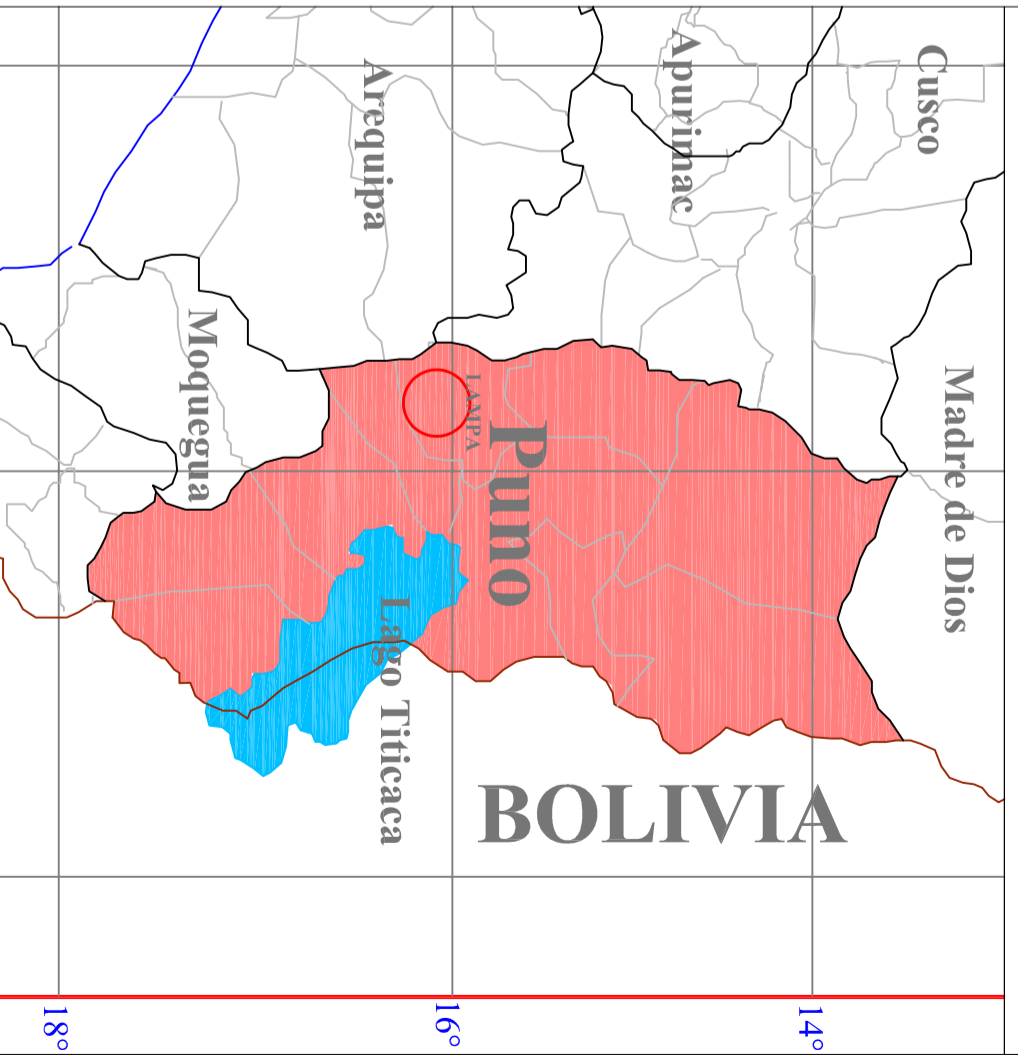 Cusco
Madre de Dios
Apurimac
Arequipa
Puno
LAMPA
Moquegua
Lago Titicaca
BOLIVIA
14°
16°
18°